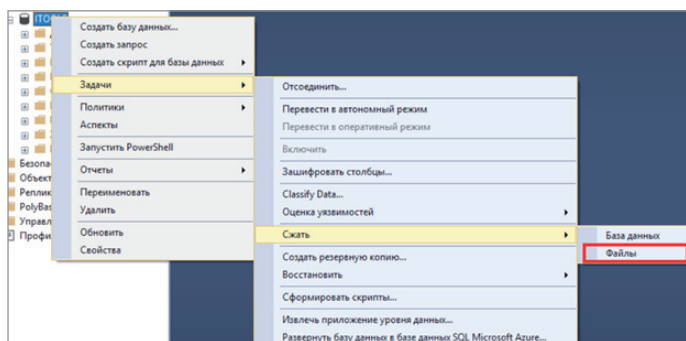 Создать базу данных...
Создать запрос
Создать скрипт для базы данных
Задачи
Политики
Аспекты
Запустить PowerShell
Отчеты
Переименовать
Удалить
Обновить
Свойства
Отсоединить...
Перевести в автономный режим
Перевести в оперативный режим
Включить
Зашифровать столбцы...
Classify Data...
Оценка уязвимостей
Сжать
Создать резервную копию...
Восстановить
Сформировать скрипты...
Извлечь приложение уровня данных...
Развернуть базу данных в базе данных SQL Microsoft Azure...
База данных
Файлы
Безопа
Объект
Реплик
PolyBas
Управл
Профи